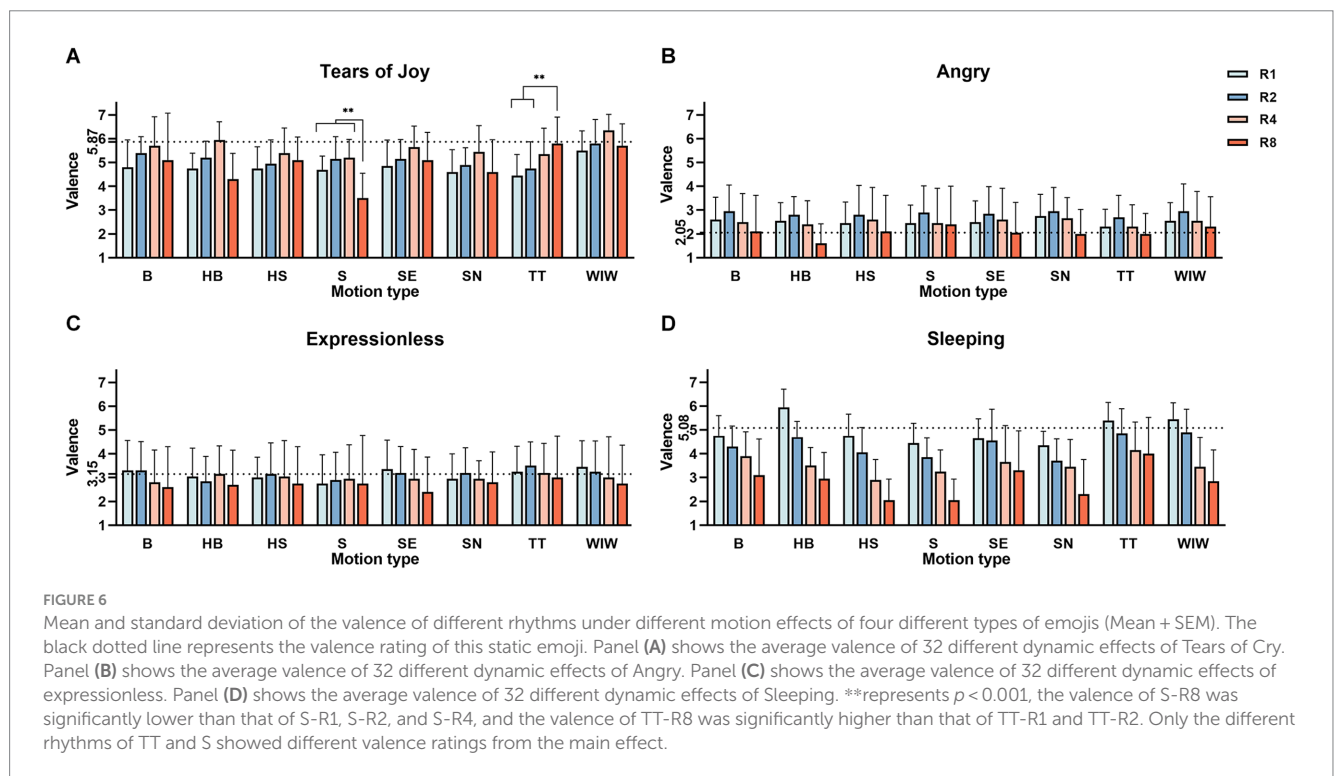 A
Tears of Joy
**
**
Valence
7
6
5.87
5
4
3
2
1
B HB HS S SE SN TT WIW
Motion type
B
Angry
R1
R2
R4
R8
Valence
7
6
5
4
3
2
2.05
1
B HB HS S SE SN TT WIW
Motion type
C
Expressionless
Valence
7
6
5
4
3.15
3
2
1
B HB HS S SE SN TT WIW
Motion type
D
Sleeping
Valence
7
6
5.08
5
4
3
2
1
B HB HS S SE SN TT WIW
Motion type
FIGURE 6
Mean and standard deviation of the valence of different rhythms under different motion effects of four different types of emojis (Mean + SEM). The
black dotted line represents the valence rating of this static emoji. Panel (A) shows the average valence of 32 different dynamic effects of Tears of Cry.
Panel (B) shows the average valence of 32 different dynamic effects of Angry. Panel (C) shows the average valence of 32 different dynamic effects of
expressionless. Panel (D) shows the average valence of 32 different dynamic effects of Sleeping. **represents p < 0.001, the valence of S-R8 was
significantly lower than that of S-R1, S-R2, and S-R4, and the valence of TT-R8 was significantly higher than that of TT-R1 and TT-R2. Only the different
rhythms of TT and S showed different valence ratings from the main effect.